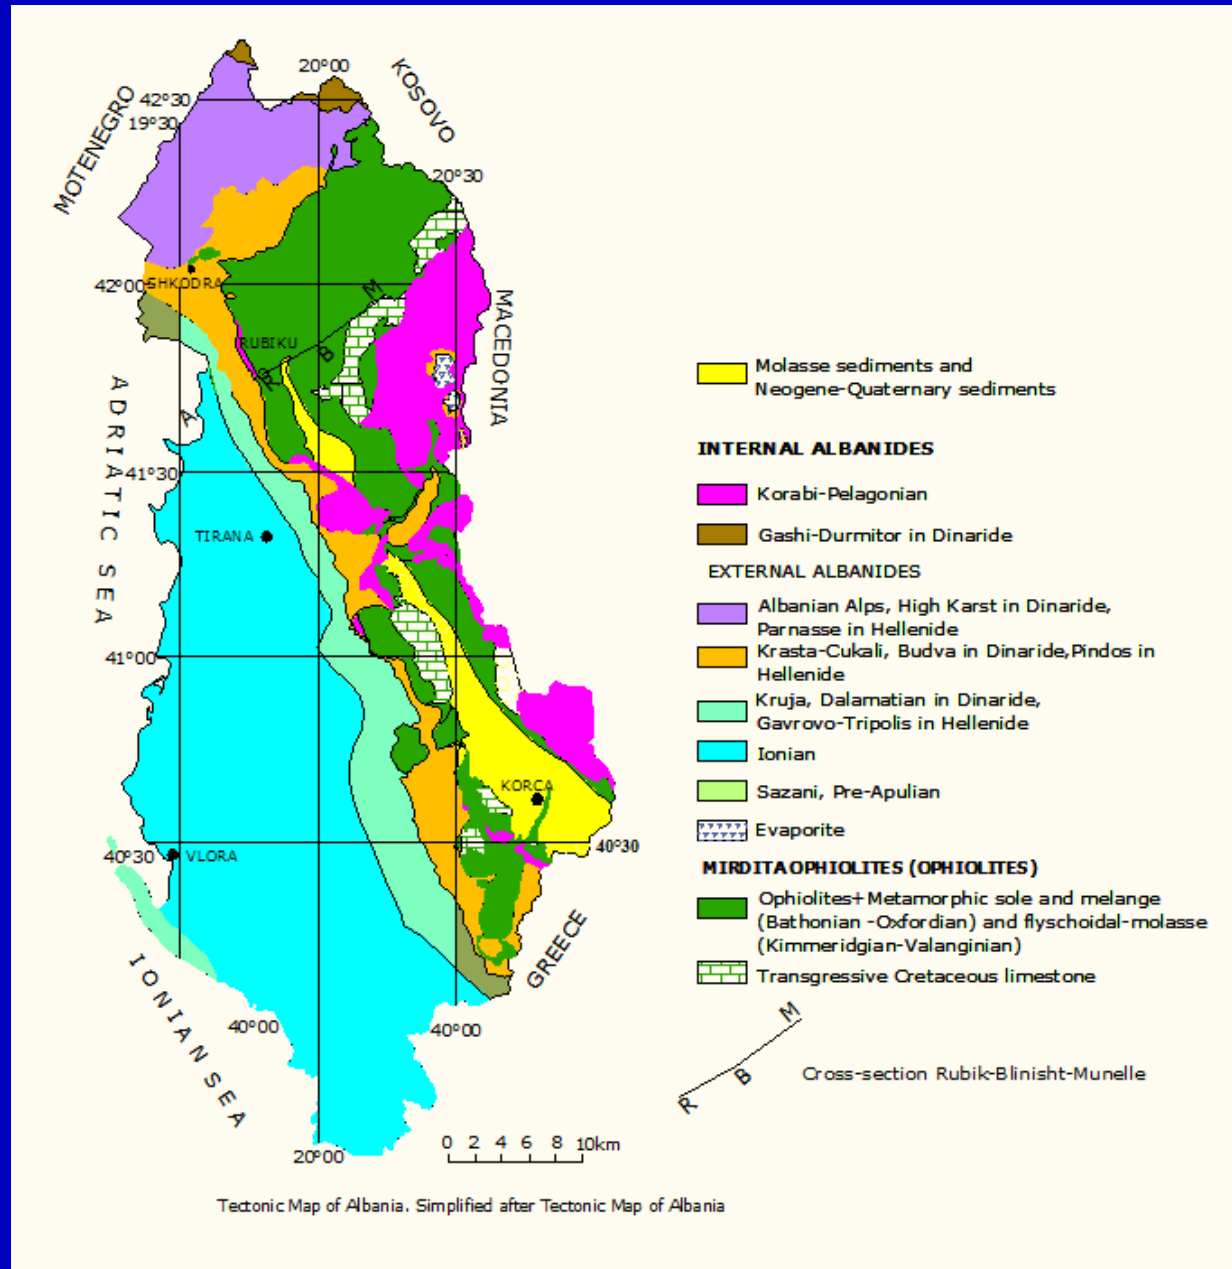 20°00
KOSOVO
MOTENEGRO
42°30
19°30
20°30
42°00
SHKODRA
M
MACEDONIA
RUBIKU
B
R
ADRIATIC SEA
A
41°30
TIRANA
41°00
KORCA
40°30
40°30
VLORA
GREECE
IONIAN SEA
40°00
40°00
20°00
0 2 4 6 8 10km
Molasse sediments and
Neogene-Quaternary sediments
INTERNAL ALBANIDES
Korabi-Pelagonian
Gashi-Durmitor in Dinaride
EXTERNAL ALBANIDES
Albanian Alps, High Karst in Dinaride,
Parnasse in Hellenide
Krasta-Cukali, Budva in Dinaride,Pindos in
Hellenide
Kruja, Dalamatian in Dinaride,
Gavrovo-Tripolis in Hellenide
Ionian
Sazani, Pre-Apulian
Evaporite
MIRDITA OPHIOLITES (OPHIOLITES)
Ophiolites+Metamorphic sole and melange
(Bathonian -Oxfordian) and flyschoidal-molasse
(Kimmeridgian-Valanginian)
Transgressive Cretaceous limestone
M
B
R
Cross-section Rubik-Blinisht-Munelle
Tectonic Map of Albania. Simplified after Tectonic Map of Albania